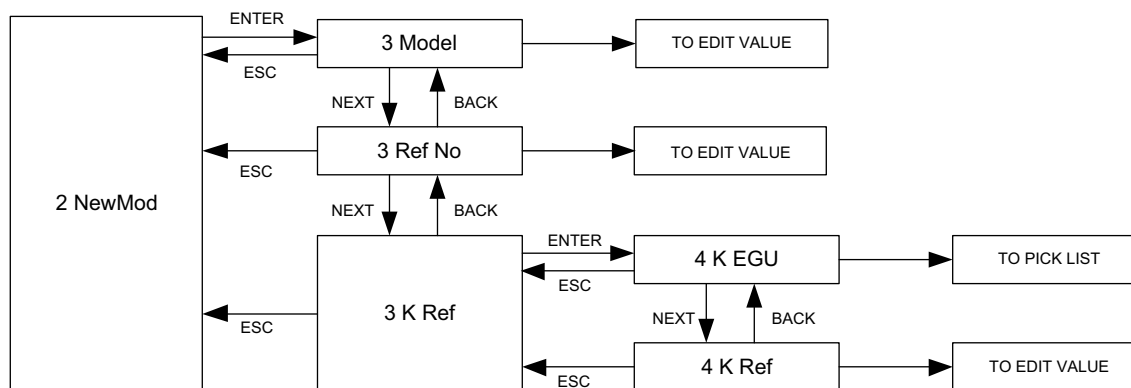 ENTER
3 Model
TO EDIT VALUE
ESC
NEXT
BACK
3 Ref No
TO EDIT VALUE
ESC
2 NewMod
NEXT
BACK
ENTER
4 K EGU
TO PICK LIST
ESC
3 K Ref
NEXT
BACK
ESC
4 K Ref
TO EDIT VALUE
ESC